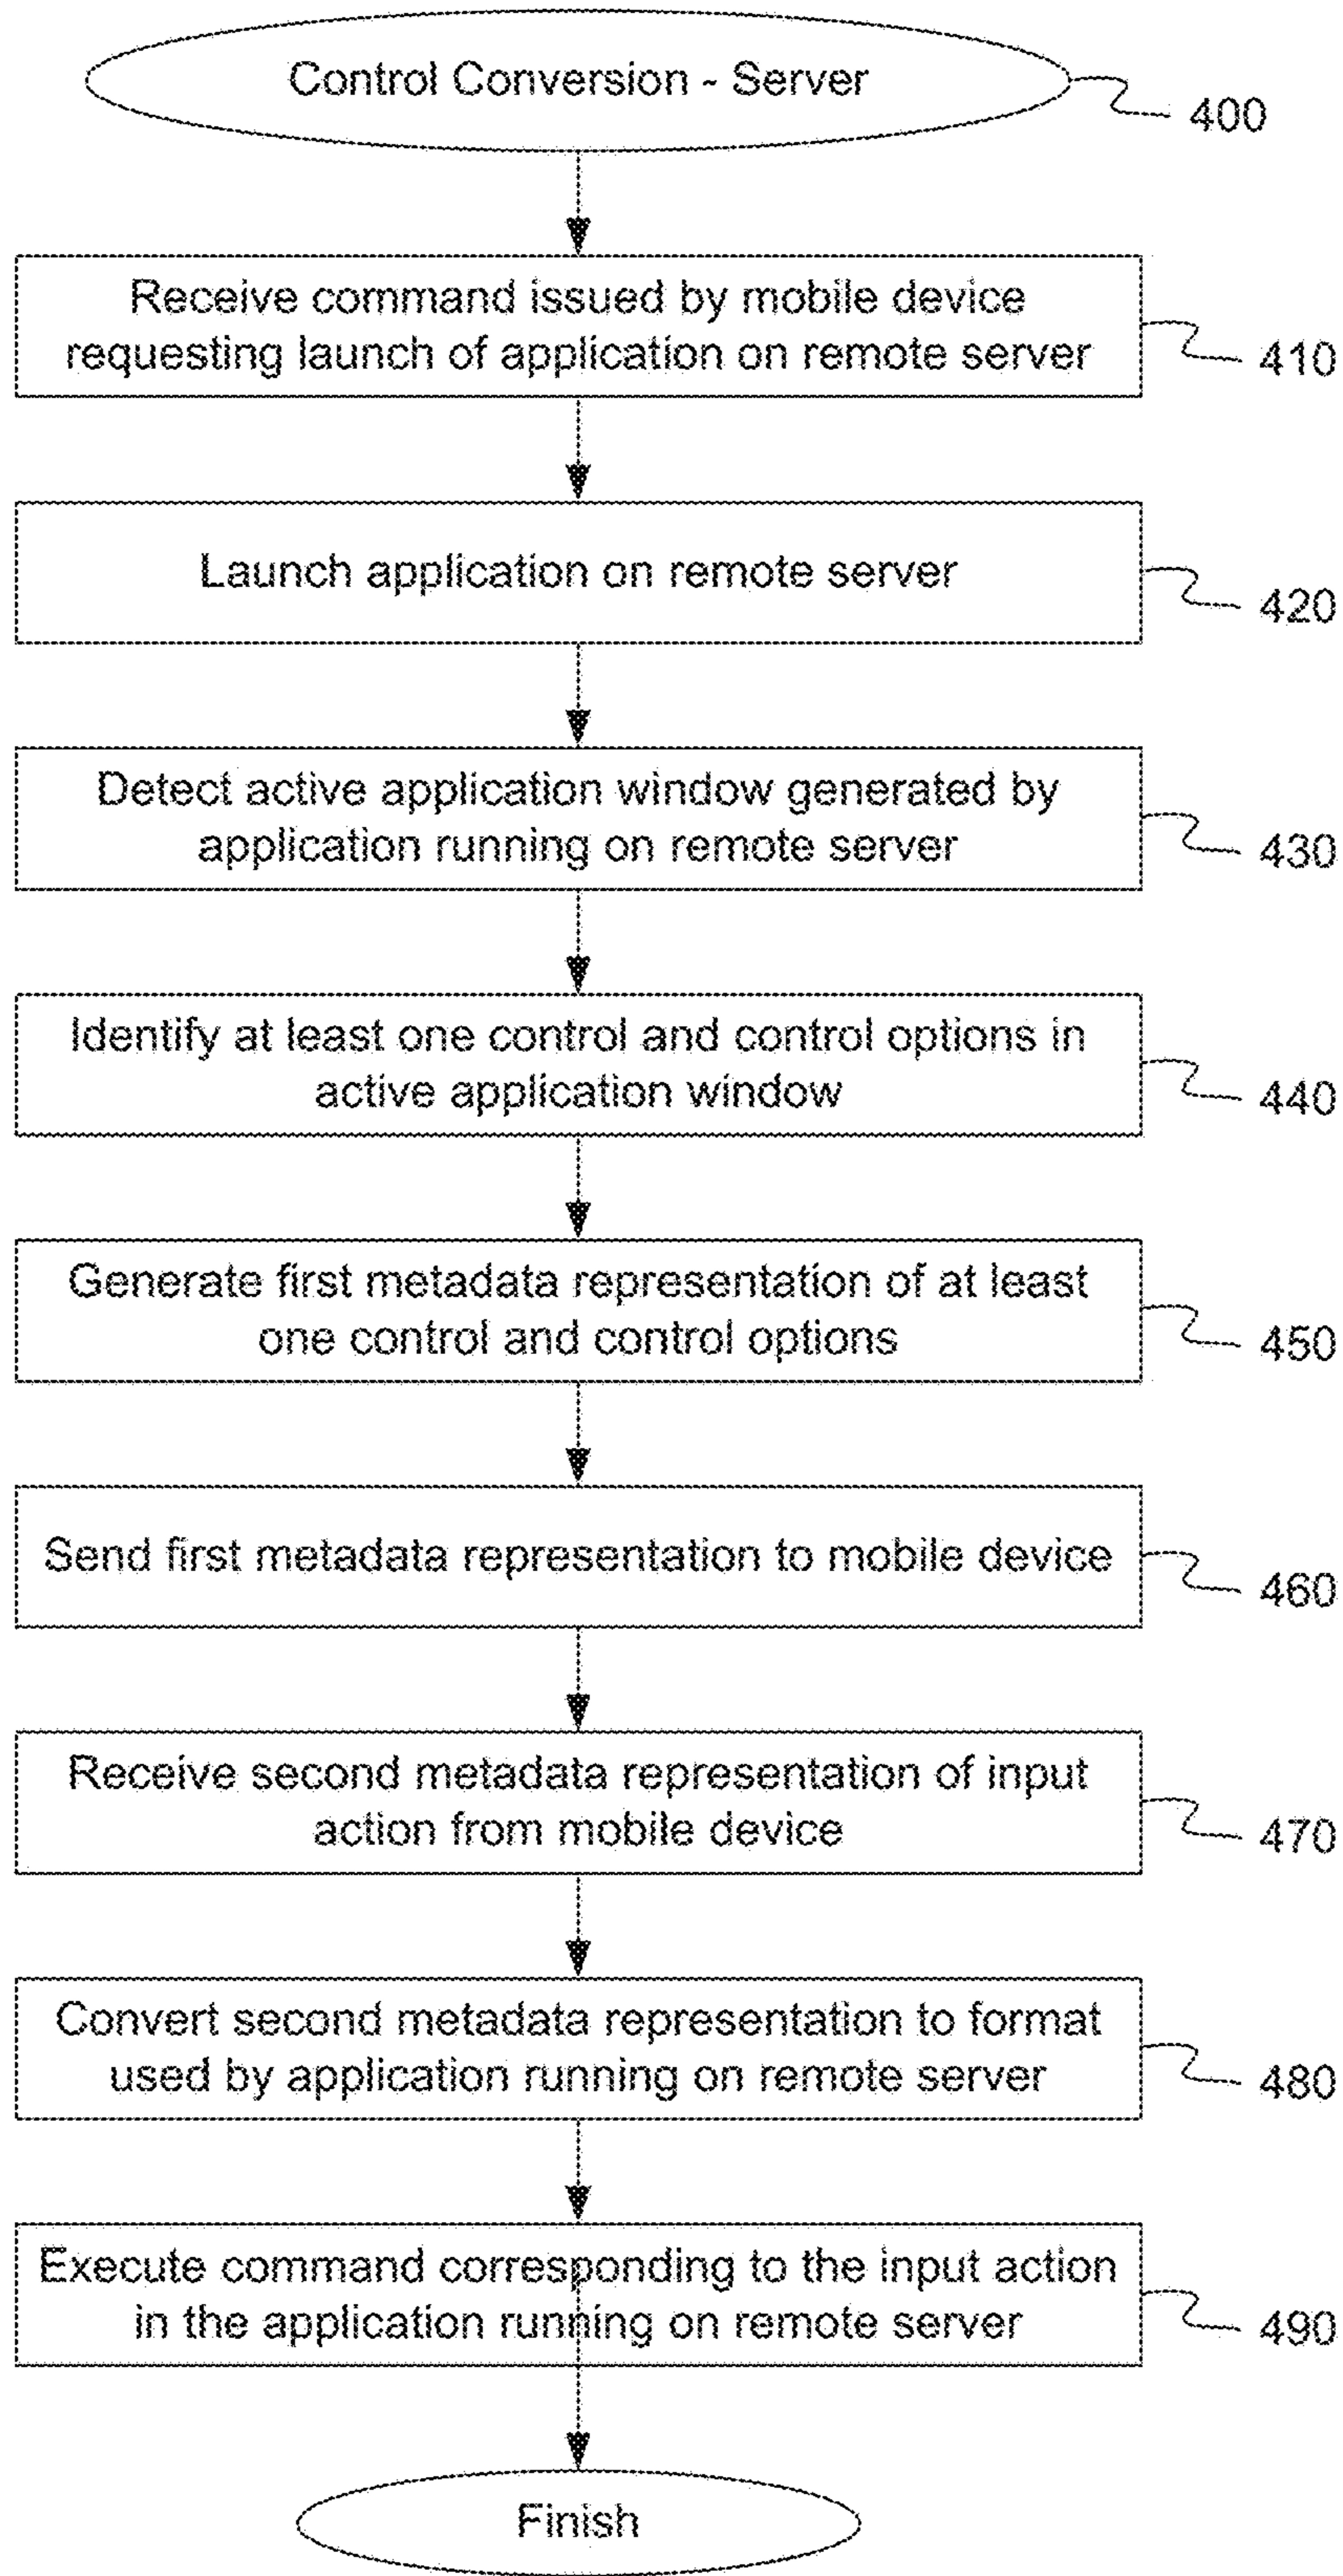 Control Conversion - Server
400
Receive command issued by mobile device
requesting launch of application on remote server
410
Launch application on remote server
420
Detect active application window generated by
application running on remote server
430
Identify at least one control and control options in
active application window
440
Generate first metadata representation of at least
one control and control options
450
Send first metadata representation to mobile device
460
Receive second metadata representation of input
action from mobile device
470
Convert second metadata representation to format
used by application running on remote server
480
Execute command corresponding to the input action
in the application running on remote server
490
Finish